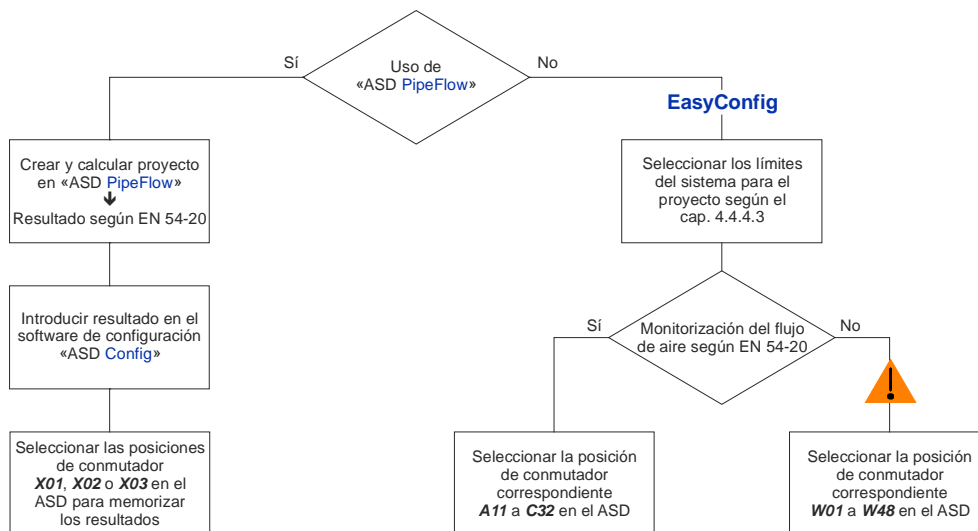 Sí
Uso de
«ASD PipeFlow»
No
EasyConfig
Crear y calcular proyecto
en «ASD PipeFlow»
Resultado según EN 54-20
Seleccionar los límites
del sistema para el
proyecto según el
cap. 4.4.4.3
Introducir resultado en el
software de configuración
«ASD Config»
Sí
Monitorización del flujo
de aire según EN 54-20
No
Seleccionar las posiciones
de conmutador
X01, X02 o X03 en el
ASD para memorizar
los resultados
Seleccionar la posición
de conmutador
correspondiente
A11 a C32 en el ASD
Seleccionar la posición
de conmutador
correspondiente
W01 a W48 en el ASD